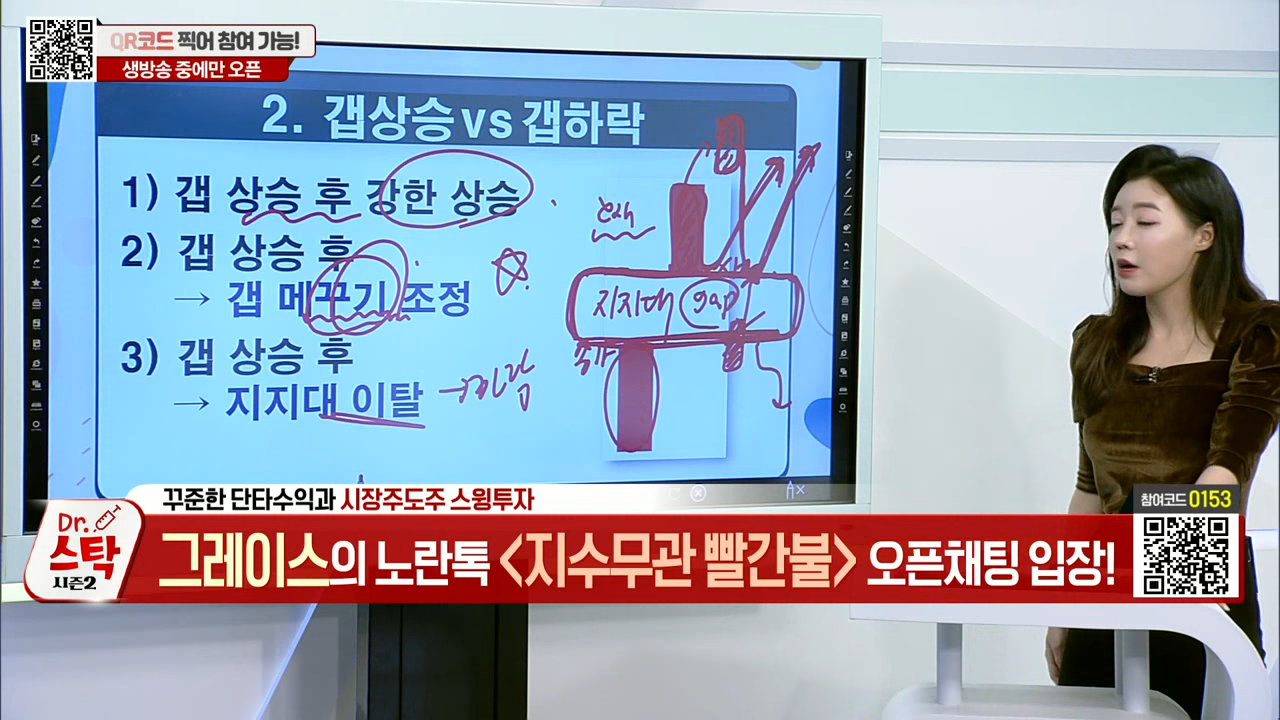 QR코드 찍어 참여 가능!
생방송 중에만 오픈
2. 갭상승 vs 갭하락
1) 갭 상승 후 강한 상승
2) 갭 상승 후
→ 갭 메꾸기 조정
3) 갭 상승 후
→ 지지대 이탈
지지대 gap
꾸준한 단타수익과 시장주도주 스윙투자
Dr.
스탁
시즌2
그레이스의 노란톡 <지수무관 빨간불> 오픈채팅 입장!
참여코드 0153